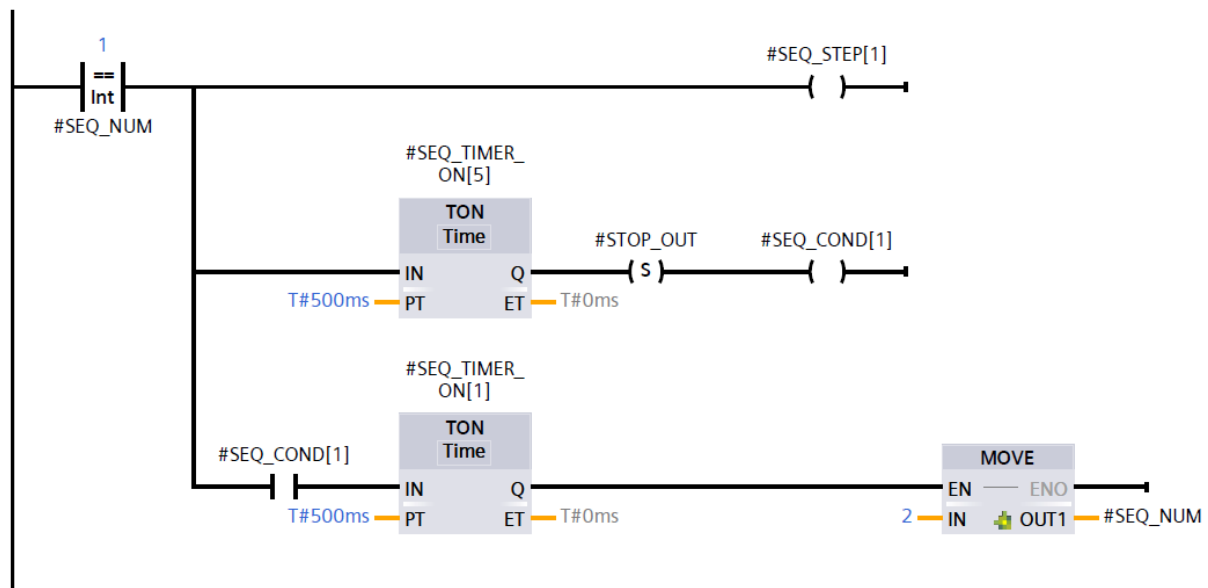 1
==
Int
#SEQ_NUM
#SEQ_STEP[1]
#SEQ_TIMER_
ON[5]
TON
Time
#STOP_OUT
#SEQ_COND[1]
S
IN
Q
T#500ms
PT
ET
T#0ms
#SEQ_TIMER_
ON[1]
TON
Time
#SEQ_COND[1]
MOVE
IN
Q
EN
ENO
T#500ms
PT
ET
T#0ms
2
IN
OUT1
#SEQ_NUM